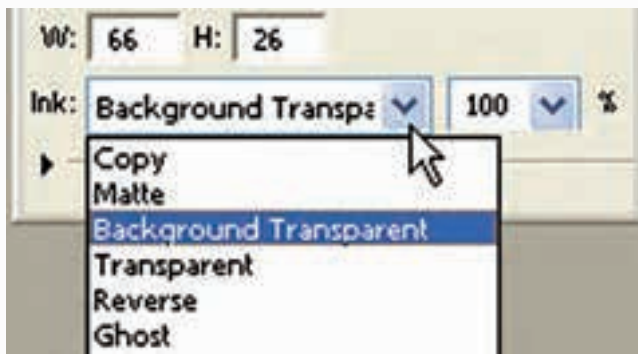 W: 66 H: 26
Ink: Background Transpa 100 %
Copy
Matte
Background Transparent
Transparent
Reverse
Ghost